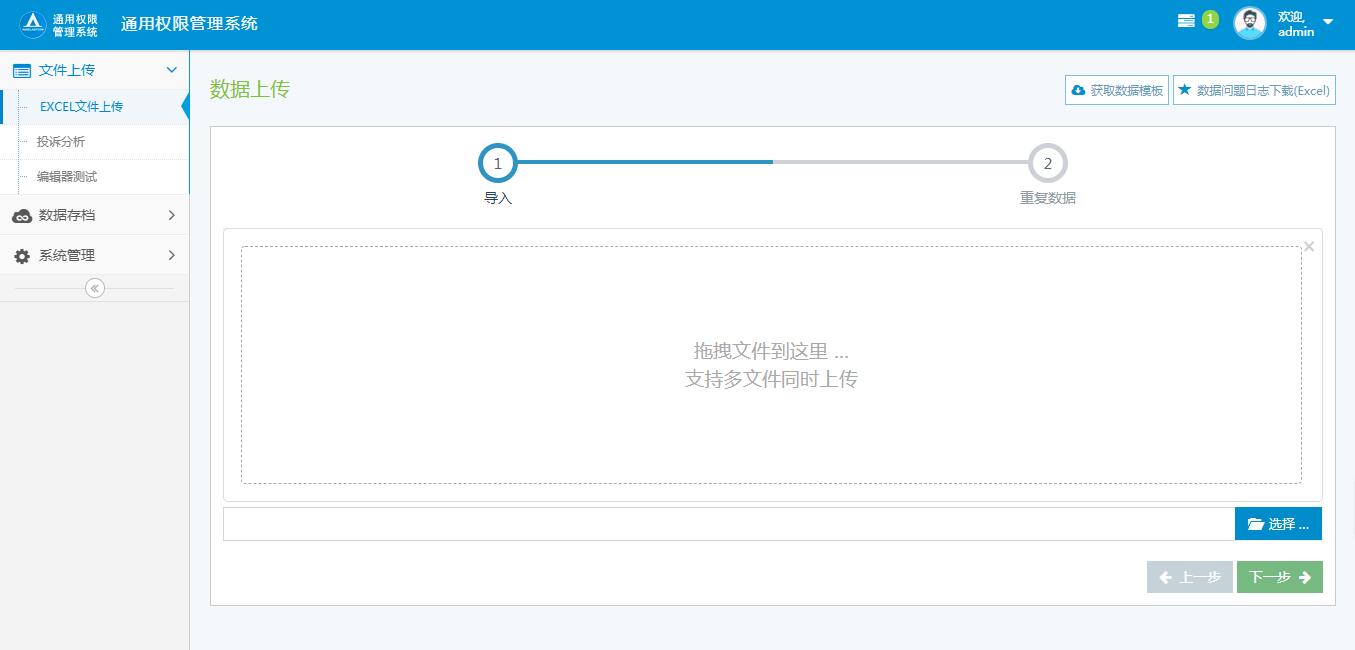 通用权限
管理系统
通用权限管理系统
1
欢迎,
admin
文件上传
EXCEL文件上传
投诉分析
编辑器测试
数据存档
系统管理
数据上传
获取数据模板
数据问题日志下载(Excel)
1
导入
2
重复数据
×
拖拽文件到这里 ...
支持多文件同时上传
选择 ...
上一步
下一步